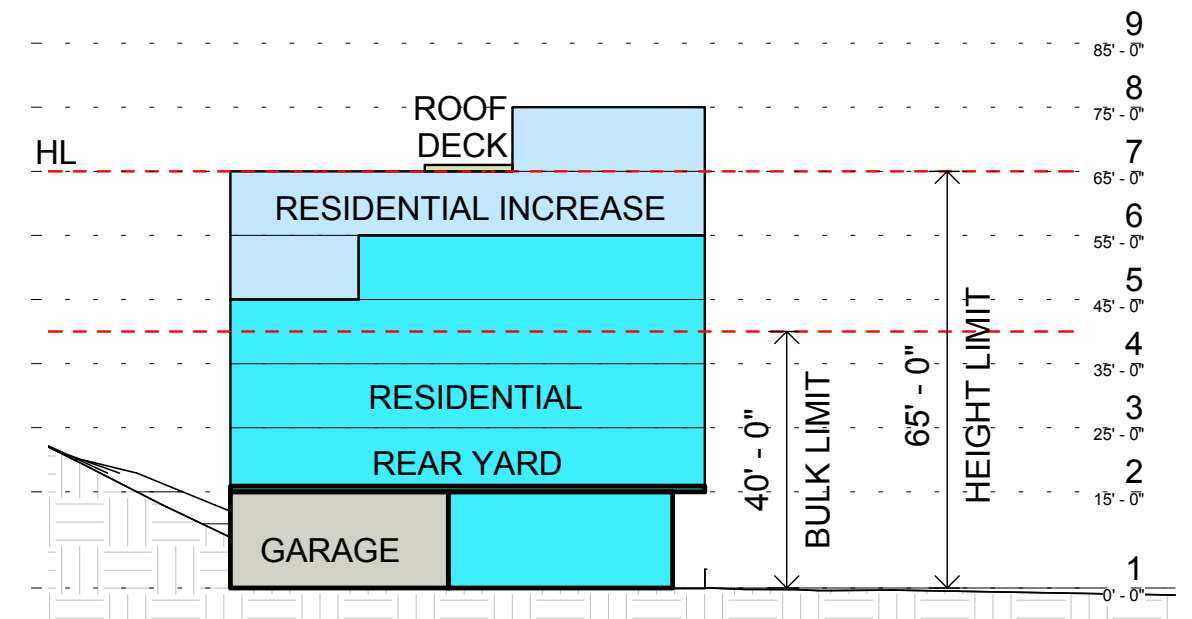 9
85' - 0"
8
75' - 0"
ROOF
DECK
HL
7
65' - 0"
RESIDENTIAL INCREASE
6
55' - 0"
5
45' - 0"
4
35' - 0"
RESIDENTIAL
3
25' - 0"
REAR YARD
2
15' - 0"
40' - 0"
BULK LIMIT
65' - 0"
HEIGHT LIMIT
GARAGE
1
0' - 0"